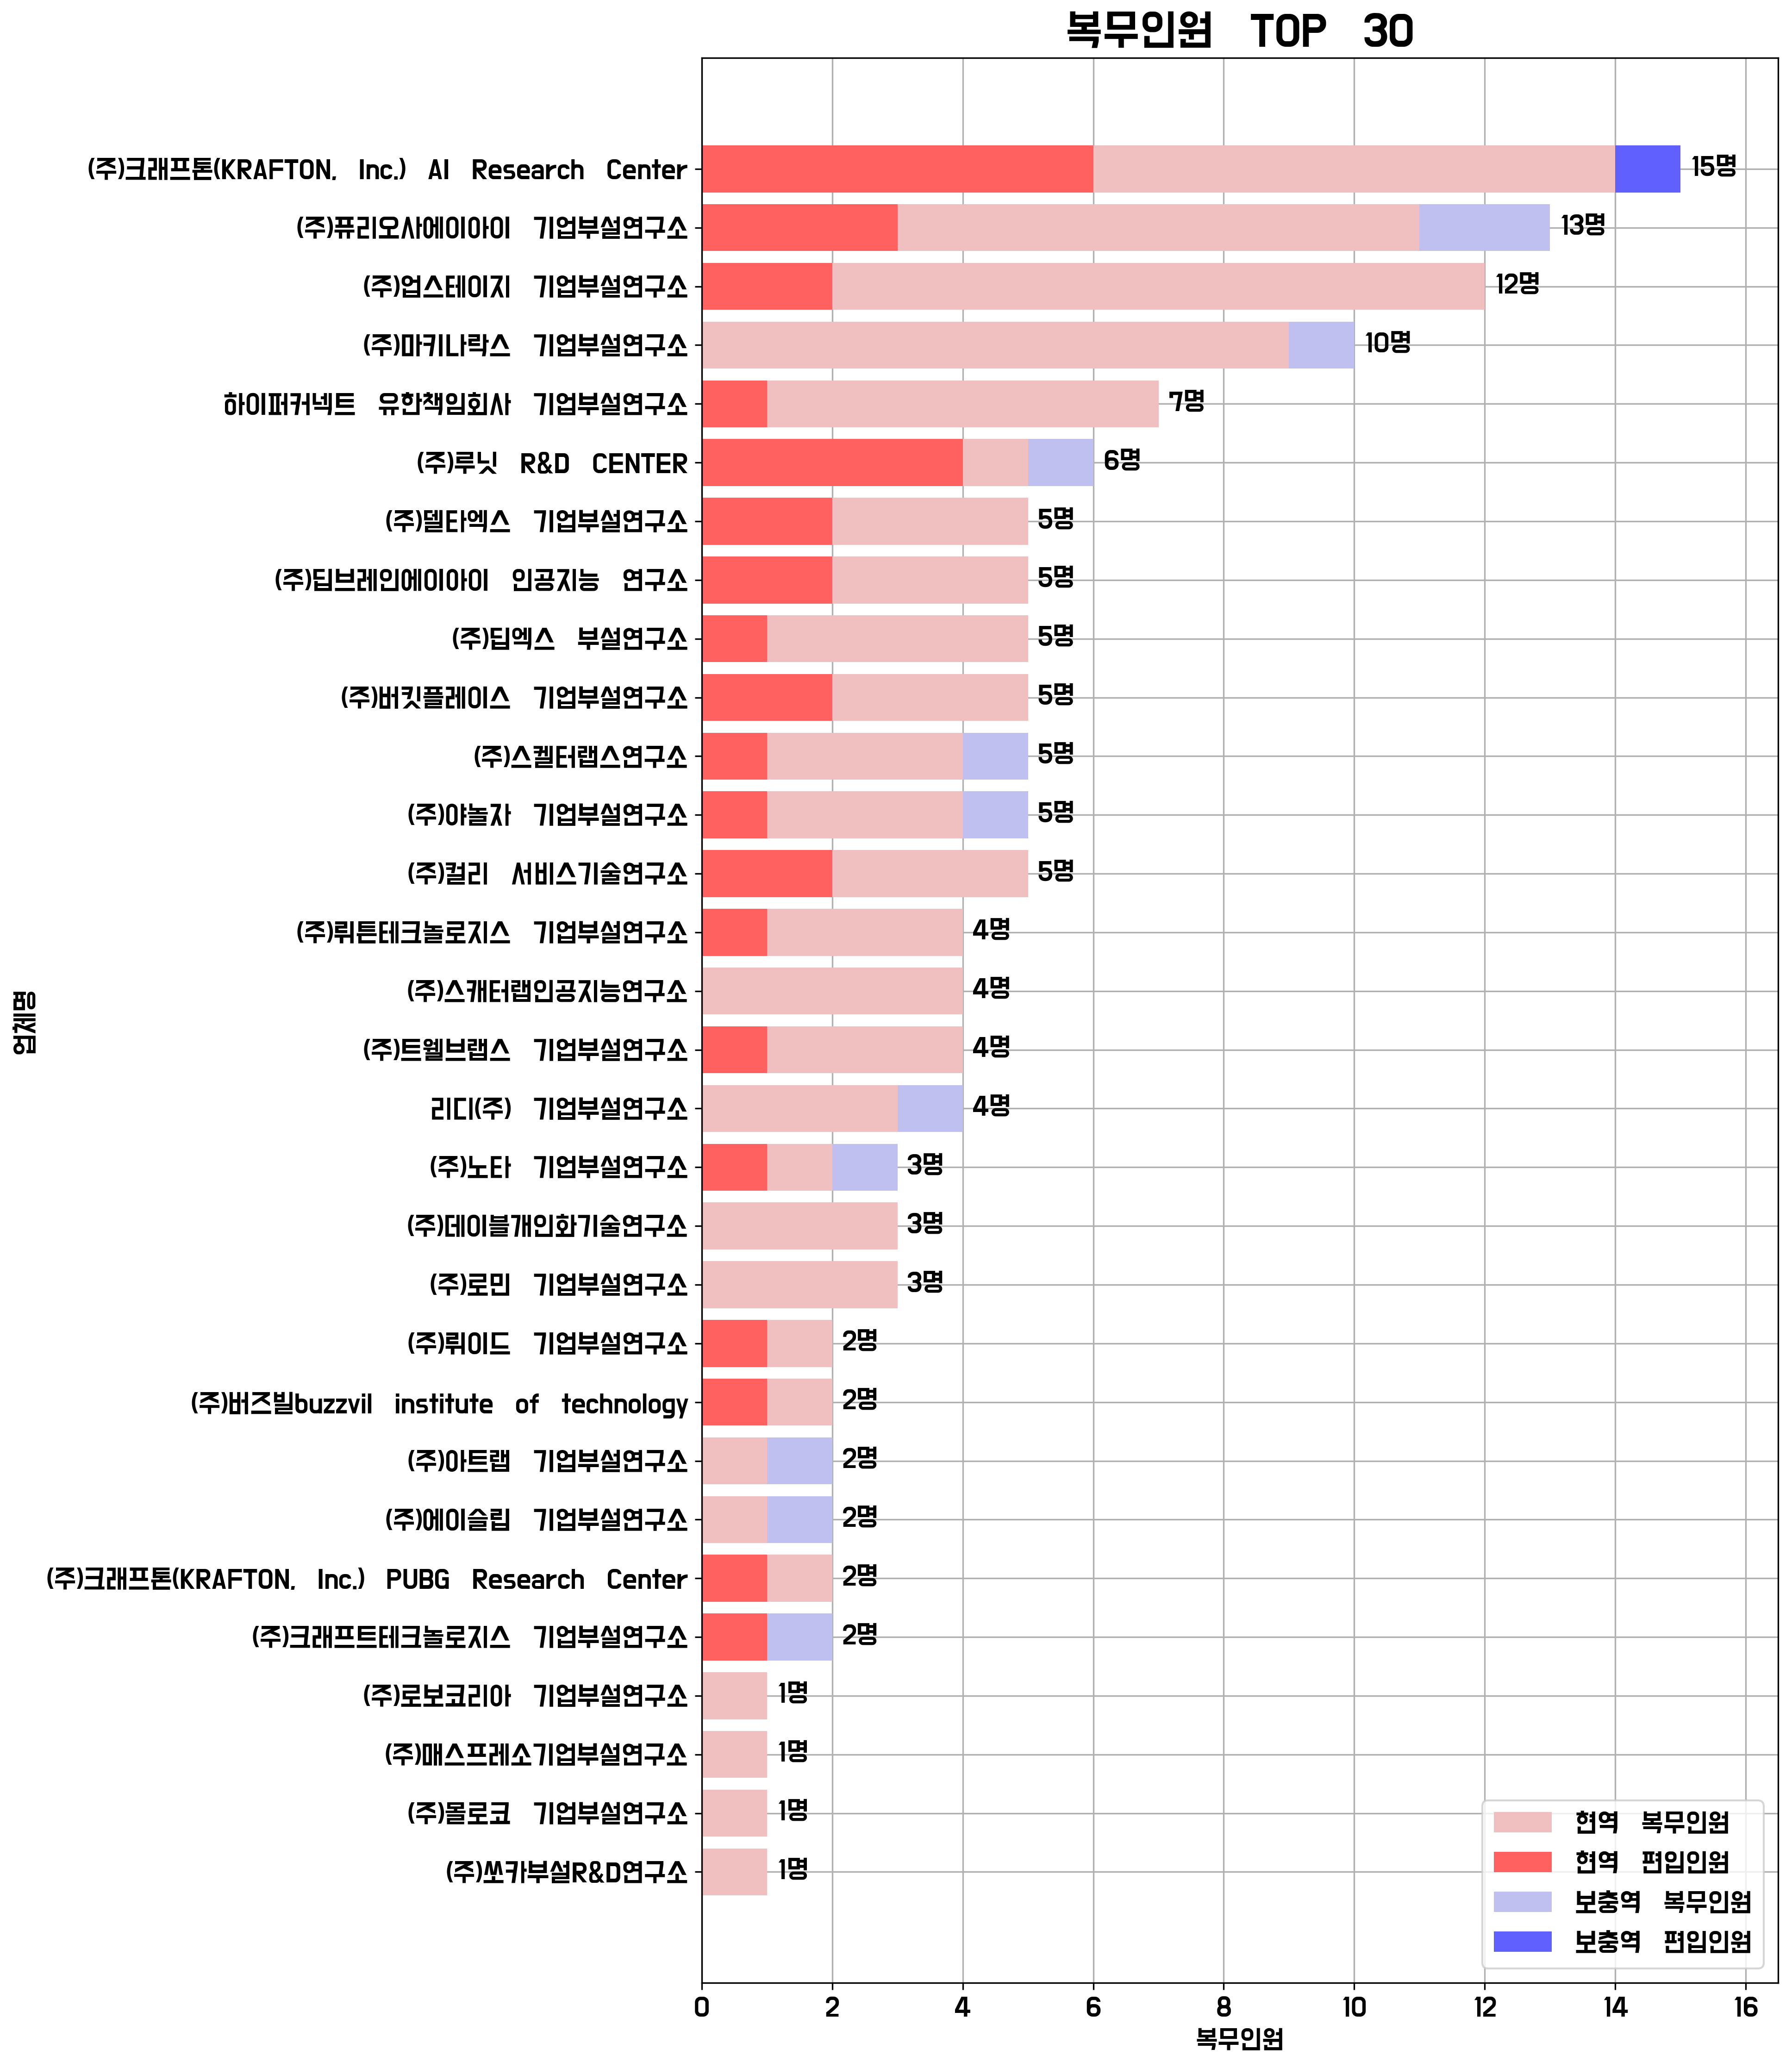 복무인원 TOP 30
(주)크래프톤(KRAFTON, Inc.) AI Research Center 15명
(주)퓨리오사에이아이 기업부설연구소 13명
(주)업스테이지 기업부설연구소 12명
(주)마키나락스 기업부설연구소 10명
하이퍼커넥트 유한책임회사 기업부설연구소 7명
(주)루닛 R&D CENTER 6명
(주)델타엑스 기업부설연구소 5명
(주)딥브레인에이아이 인공지능 연구소 5명
(주)딥엑스 부설연구소 5명
(주)버킷플레이스 기업부설연구소 5명
(주)스켈터랩스연구소 5명
(주)야놀자 기업부설연구소 5명
(주)컬리 서비스기술연구소 5명
(주)뤼튼테크놀로지스 기업부설연구소 4명
(주)스캐터랩인공지능연구소 4명
(주)트웰브랩스 기업부설연구소 4명
리디(주) 기업부설연구소 4명
(주)노타 기업부설연구소 3명
(주)데이블개인화기술연구소 3명
(주)로민 기업부설연구소 3명
(주)뤼이드 기업부설연구소 2명
(주)버즈빌buzzvil institute of technology 2명
(주)아트랩 기업부설연구소 2명
(주)에이슬립 기업부설연구소 2명
(주)크래프톤(KRAFTON, Inc.) PUBG Research Center 2명
(주)크래프트테크놀로지스 기업부설연구소 2명
(주)로보코리아 기업부설연구소 1명
(주)매스프레소기업부설연구소 1명
(주)몰로코 기업부설연구소 1명
(주)쏘카부설R&D연구소 1명
업체명
현역 복무인원
현역 편입인원
보충역 복무인원
보충역 편입인원
0 2 4 6 8 10 12 14 16
복무인원